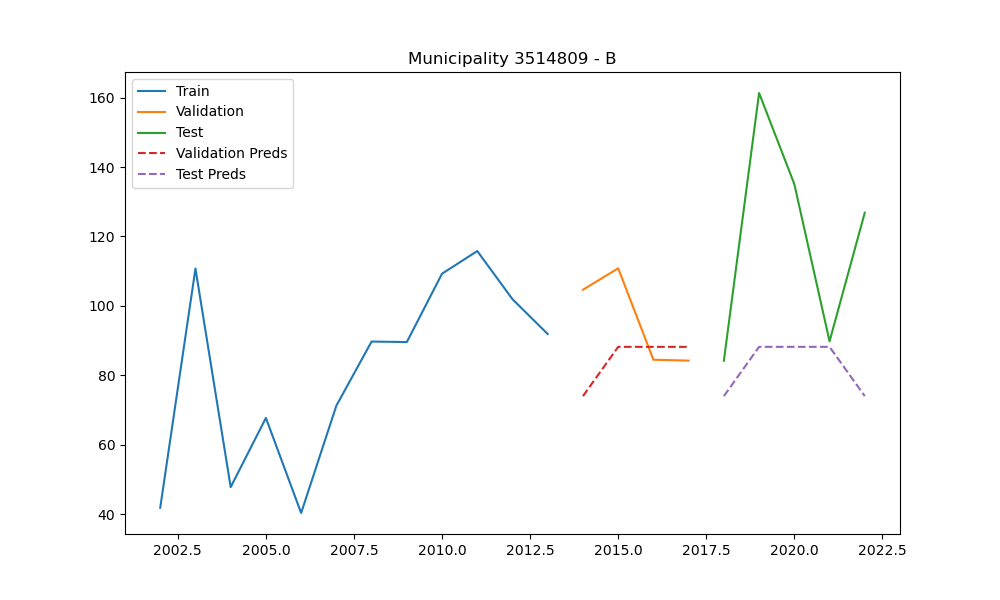 Municipality 3514809 - B
Train
Validation
Test
Validation Preds
Test Preds
160
140
120
100
80
60
40
2002.5 2005.0 2007.5 2010.0 2012.5 2015.0 2017.5 2020.0 2022.5